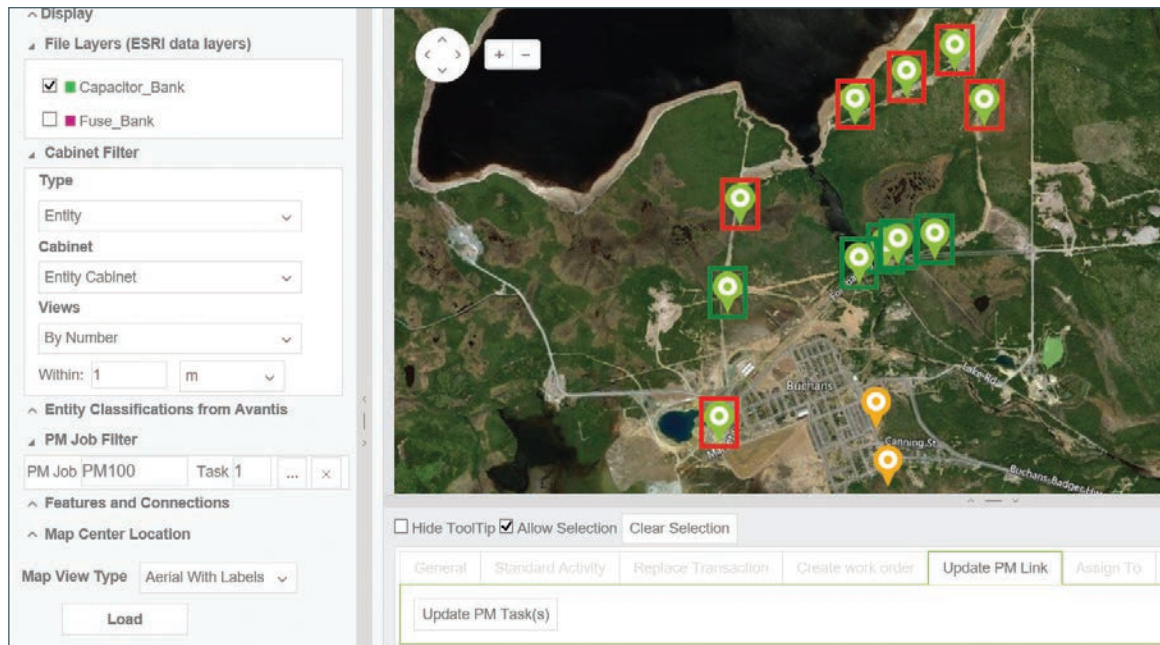 Display
File Layers (ESRI data layers)
Capacitor_Bank
Fuse_Bank
Cabinet Filter
Type
Entity
Cabinet
Entity Cabinet
Views
By Number
Within: 1 m
Entity Classifications from Avantis
PM Job Filter
PM Job PM100 Task 1 ... ×
Features and Connections
Map Center Location
Map View Type Aerial With Labels
Load
+ −
Buchans
Lake Rd
Canning St
Buchans-Badger Hwy
Hide ToolTip Allow Selection Clear Selection
General Standard Activity Replace Transaction Create work order Update PM Link Assign To
Update PM Task(s)